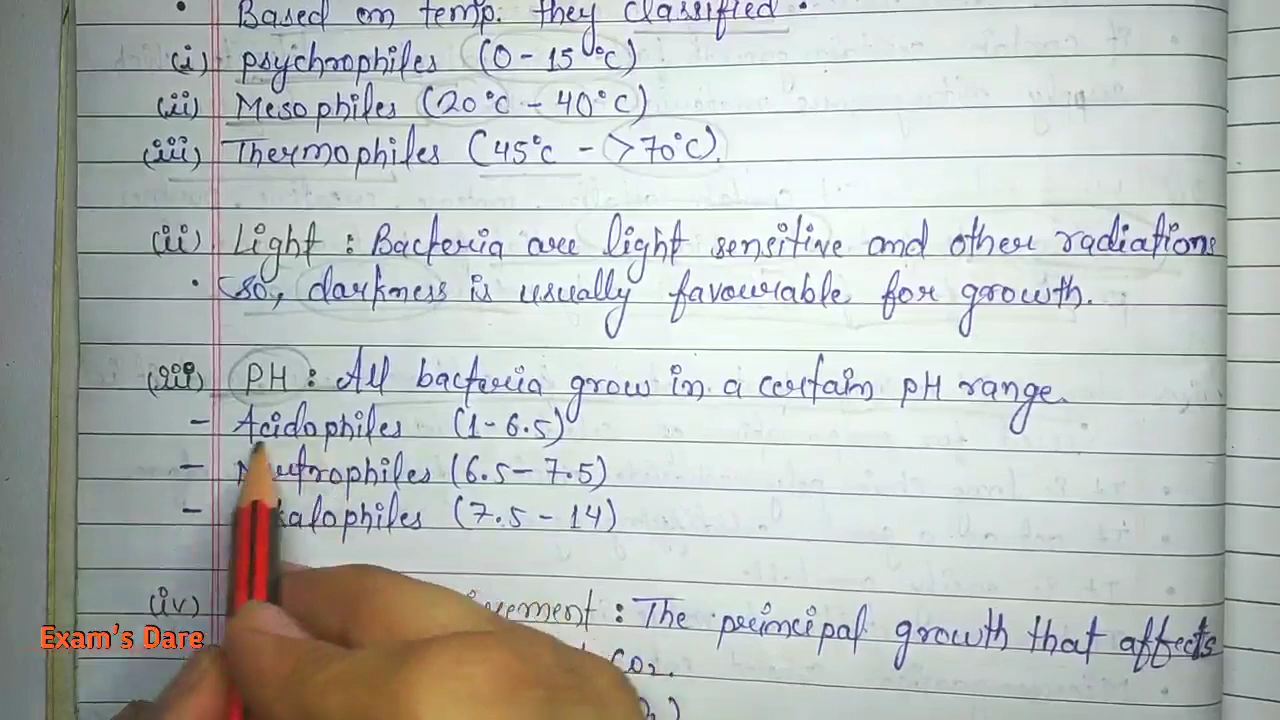 • Based on temp. they classified.
(i) psychrophiles (0 - 15°C)
(ii) Mesophiles (20°C - 40°C)
(iii) Thermophiles (45°C - >70°C).
(ii) Light : Bacteria are light sensitive and other radiations
• so, darkness is usually favourable for growth.
(iii) PH : All bacteria grow in a certain pH range.
- Acidophiles (1 - 6.5)
- Neutrophiles (6.5 - 7.5)
- kalophiles (7.5 - 14)
(iv) : The principal growth that affects
Exam's Dare
CO2.